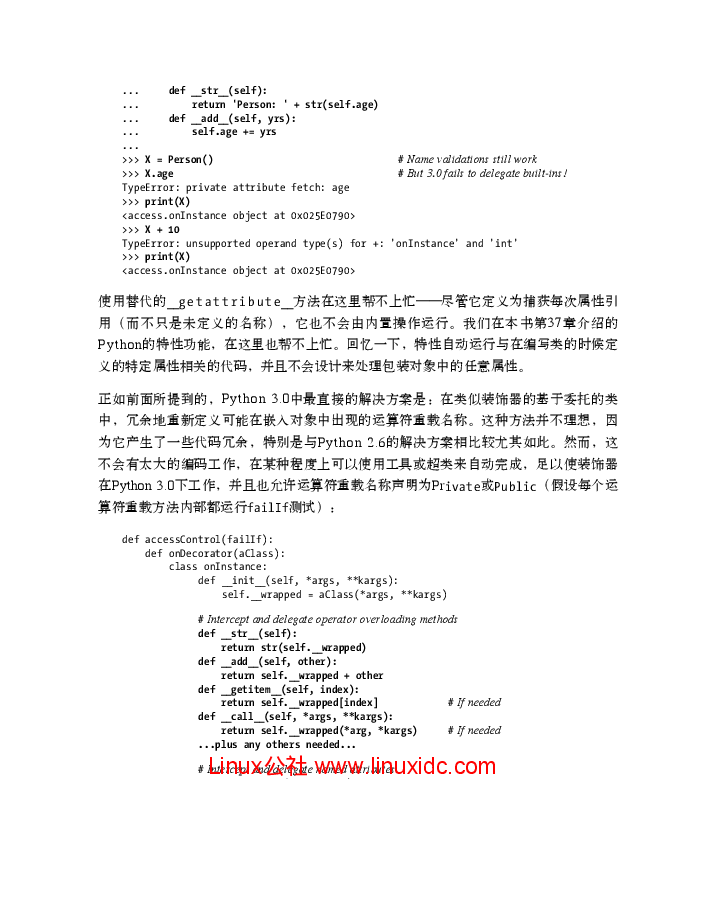 ...     def __str__(self):
...         return 'Person: ' + str(self.age)
...     def __add__(self, yrs):
...         self.age += yrs
...
>>> X = Person()                                # Name validations still work
>>> X.age                                       # But 3.0 fails to delegate built-ins!
TypeError: private attribute fetch: age
>>> print(X)
<access.onInstance object at 0x025E0790>
>>> X + 10
TypeError: unsupported operand type(s) for +: 'onInstance' and 'int'
>>> print(X)
<access.onInstance object at 0x025E0790>
使用替代的__getattribute__方法在这里帮不上忙——尽管它定义为捕获每次属性引
用（而不只是未定义的名称），它也不会由内置操作运行。我们在本书第37章介绍的
Python的特性功能，在这里也帮不上忙。回忆一下，特性自动运行与在编写类的时候定
义的特定属性相关的代码，并且不会设计来处理包装对象中的任意属性。
正如前面所提到的，Python 3.0中最直接的解决方案是：在类似装饰器的基于委托的类
中，冗余地重新定义可能在嵌入对象中出现的运算符重载名称。这种方法并不理想，因
为它产生了一些代码冗余，特别是与Python 2.6的解决方案相比较尤其如此。然而，这
不会有太大的编码工作，在某种程度上可以使用工具或超类来自动完成，足以使装饰器
在Python 3.0下工作，并且也允许运算符重载名称声明为Private或Public（假设每个运
算符重载方法内部都运行failIf测试）：
def accessControl(failIf):
    def onDecorator(aClass):
        class onInstance:
            def __init__(self, *args, **kargs):
                self.__wrapped = aClass(*args, **kargs)
            # Intercept and delegate operator overloading methods
            def __str__(self):
                return str(self.__wrapped)
            def __add__(self, other):
                return self.__wrapped + other
            def __getitem__(self, index):
                return self.__wrapped[index]            # If needed
            def __call__(self, *args, **kargs):
                return self.__wrapped(*arg, *kargs)     # If needed
            ...plus any others needed...
            # Intercept and delegate named attributes
Linux公社 www.linuxidc.com